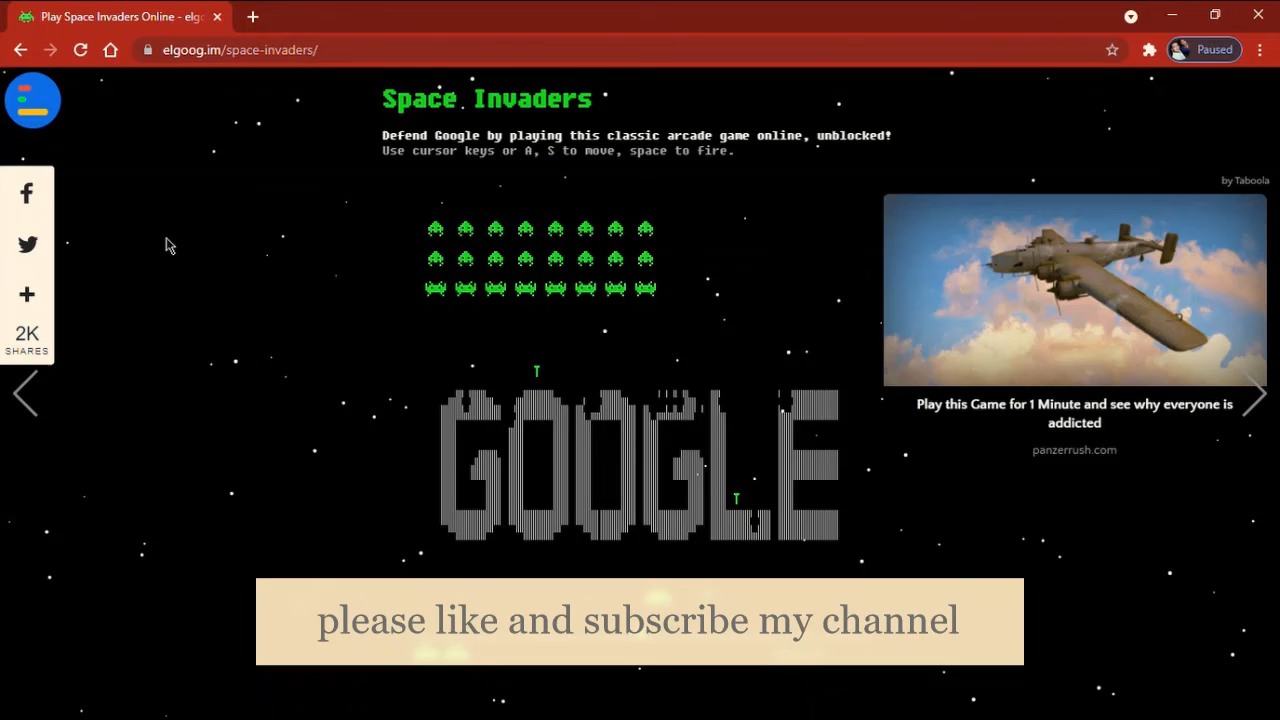 Play Space Invaders Online - elgo
elgoog.im/space-invaders/
Paused
Space Invaders
Defend Google by playing this classic arcade game online, unblocked!
Use cursor keys or A, S to move, space to fire.
by Taboola
2K
SHARES
GOOGLE
Play this Game for 1 Minute and see why everyone is
addicted
panzerrush.com
please like and subscribe my channel